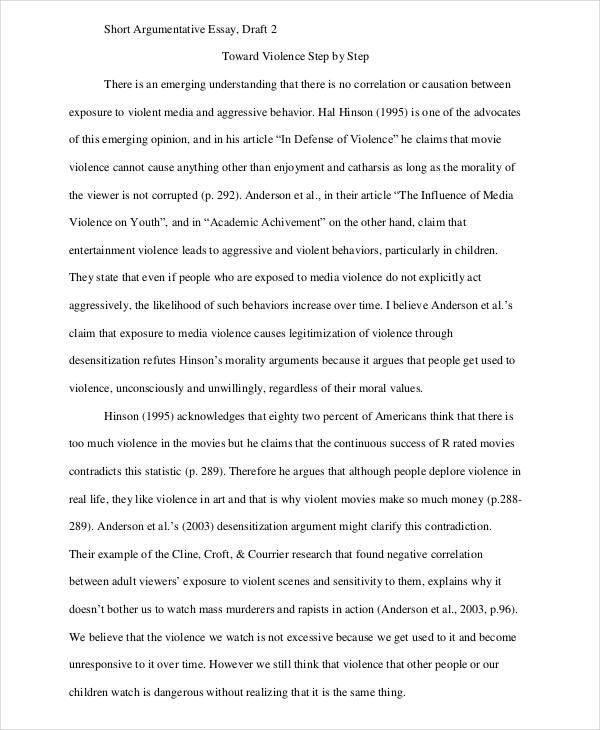 Short Argumentative Essay, Draft 2
Toward Violence Step by Step
There is an emerging understanding that there is no correlation or causation between
exposure to violent media and aggressive behavior. Hal Hinson (1995) is one of the advocates
of this emerging opinion, and in his article “In Defense of Violence” he claims that movie
violence cannot cause anything other than enjoyment and catharsis as long as the morality of
the viewer is not corrupted (p. 292). Anderson et al., in their article “The Influence of Media
Violence on Youth”, and in “Academic Achivement” on the other hand, claim that
entertainment violence leads to aggressive and violent behaviors, particularly in children.
They state that even if people who are exposed to media violence do not explicitly act
aggressively, the likelihood of such behaviors increase over time. I believe Anderson et al.’s
claim that exposure to media violence causes legitimization of violence through
desensitization refutes Hinson’s morality arguments because it argues that people get used to
violence, unconsciously and unwillingly, regardless of their moral values.
Hinson (1995) acknowledges that eighty two percent of Americans think that there is
too much violence in the movies but he claims that the continuous success of R rated movies
contradicts this statistic (p. 289). Therefore he argues that although people deplore violence in
real life, they like violence in art and that is why violent movies make so much money (p.288-
289). Anderson et al.’s (2003) desensitization argument might clarify this contradiction.
Their example of the Cline, Croft, & Courrier research that found negative correlation
between adult viewers’ exposure to violent scenes and sensitivity to them, explains why it
doesn’t bother us to watch mass murderers and rapists in action (Anderson et al., 2003, p.96).
We believe that the violence we watch is not excessive because we get used to it and become
unresponsive to it over time. However we still think that violence that other people or our
children watch is dangerous without realizing that it is the same thing.